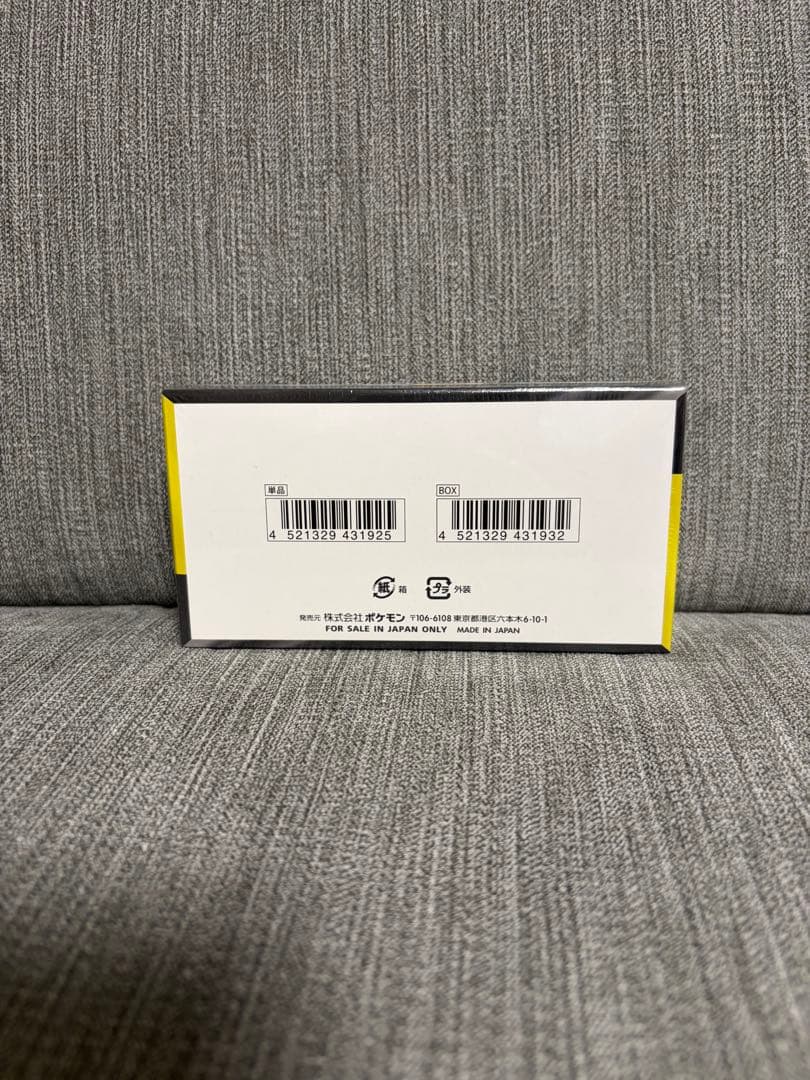 単品
4 521329 431925
BOX
4 521329 431932
紙 箱
プラ 外装
発売元 株式会社ポケモン 〒106-6108 東京都港区六本木6-10-1
FOR SALE IN JAPAN ONLY MADE IN JAPAN